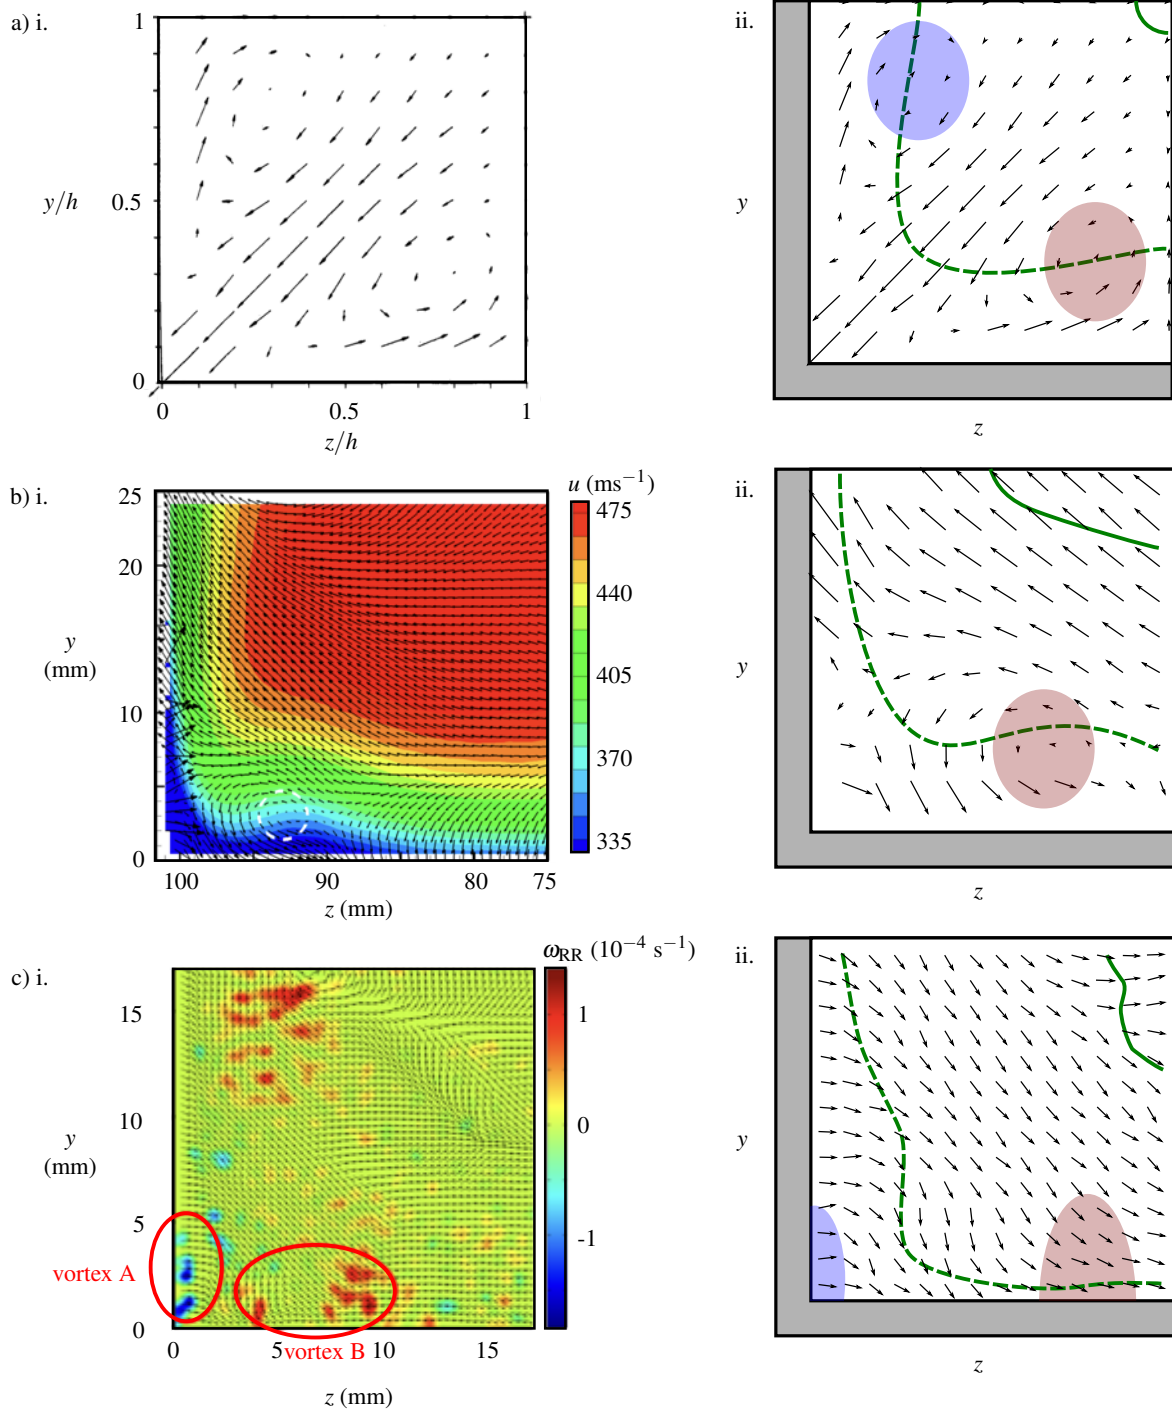 a) i.
1
y/h
0.5
0
0
0.5
1
z/h
ii.
y
z
b) i.
25
20
y
(mm)
10
5
0
100
90
80
75
z (mm)
u (ms⁻¹)
475
440
405
370
335
ii.
y
z
c) i.
15
10
y
(mm)
5
vortex A
0
0
5
vortex B
10
15
z (mm)
ωRR (10⁻⁴ s⁻¹)
1
0
-1
ii.
y
z